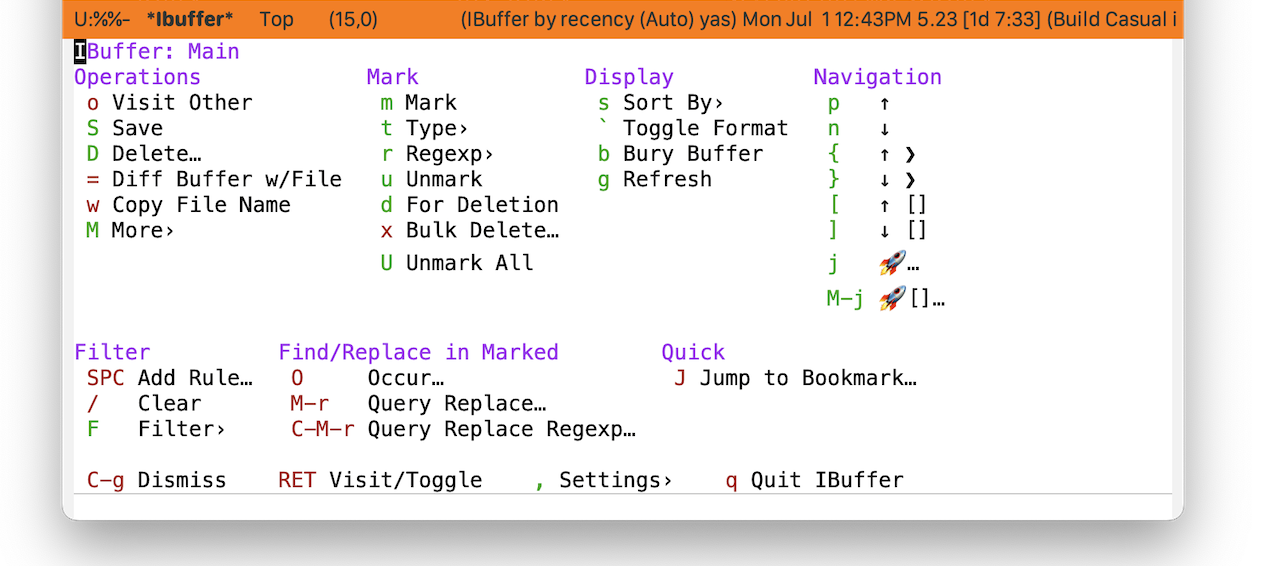 U:%%-  *Ibuffer*   Top   (15,0)   (IBuffer by recency (Auto) yas) Mon Jul  1 12:43PM 5.23 [1d 7:33] (Build Casual i
IBuffer: Main
Operations   Mark   Display   Navigation
o Visit Other   m Mark   s Sort By›   p ↑
S Save   t Type›   ` Toggle Format   n ↓
D Delete…   r Regexp›   b Bury Buffer   { ↑ ❯
= Diff Buffer w/File   u Unmark   g Refresh   } ↓ ❯
w Copy File Name   d For Deletion   [ ↑ []
M More›   x Bulk Delete…   ] ↓ []
U Unmark All   j 🚀…
M-j 🚀[]…
Filter   Find/Replace in Marked   Quick
SPC Add Rule…   O Occur…   J Jump to Bookmark…
/ Clear   M-r Query Replace…
F Filter›   C-M-r Query Replace Regexp…
C-g Dismiss   RET Visit/Toggle   , Settings›   q Quit IBuffer